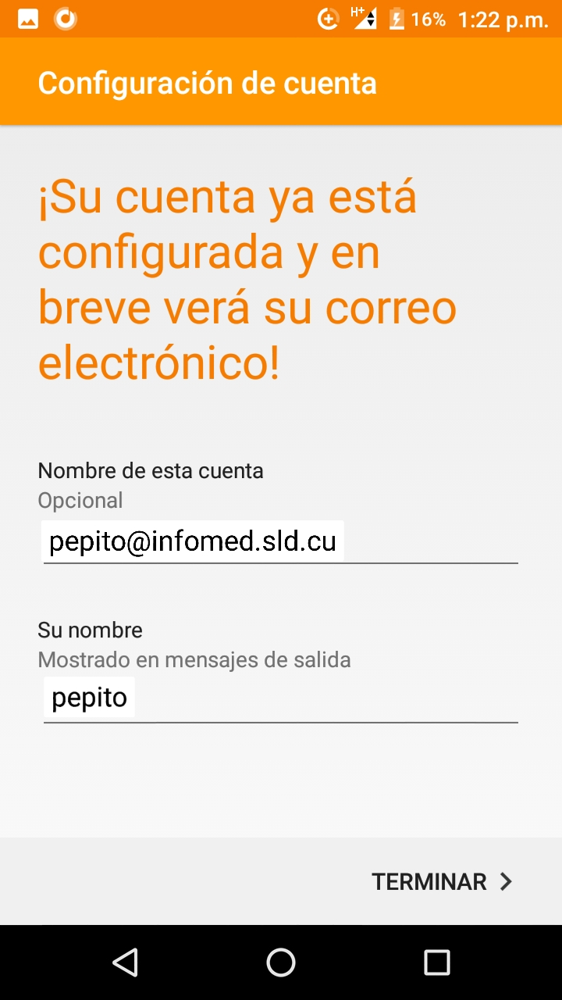 H+ 16% 1:22 p.m.
Configuración de cuenta
¡Su cuenta ya está
configurada y en
breve verá su correo
electrónico!
Nombre de esta cuenta
Opcional
pepito@infomed.sld.cu
Su nombre
Mostrado en mensajes de salida
pepito
TERMINAR